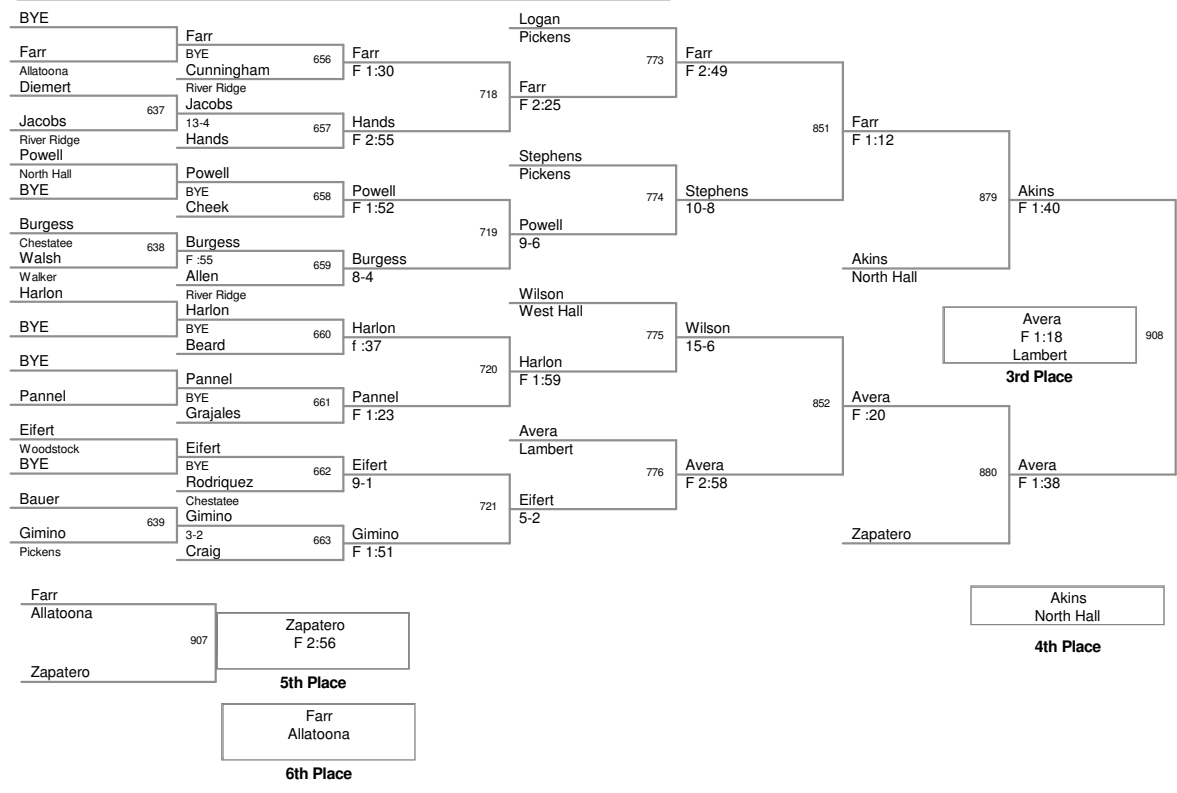 BYE
Farr
Allatoona
Diemert
637
Jacobs
River Ridge
Powell
North Hall
BYE
Burgess
Chestatee
638
Walsh
Walker
Harlon
BYE
BYE
Pannel
Eifert
Woodstock
BYE
Bauer
639
Gimino
Pickens
Farr
BYE
656
Cunningham
River Ridge
Jacobs
13-4
657
Hands
Powell
BYE
658
Cheek
Burgess
F :55
659
Allen
River Ridge
Harlon
BYE
660
Beard
Pannel
BYE
661
Grajales
Eifert
BYE
662
Rodriquez
Chestatee
Gimino
3-2
663
Craig
Farr
F 1:30
718
Hands
F 2:55
Powell
F 1:52
719
Burgess
8-4
Harlon
f :37
720
Pannel
F 1:23
Eifert
9-1
721
Gimino
F 1:51
Logan
Pickens
773
Farr
F 2:25
Stephens
Pickens
774
Powell
9-6
Wilson
West Hall
775
Harlon
F 1:59
Avera
Lambert
776
Eifert
5-2
Farr
F 2:49
851
Stephens
10-8
Wilson
15-6
852
Avera
F 2:58
Farr
F 1:12
879
Akins
North Hall
Avera
F :20
880
Zapatero
Akins
F 1:40
Avera
F 1:18
Lambert
908
3rd Place
Avera
F 1:38
Akins
North Hall
4th Place
Farr
Allatoona
907
Zapatero
Zapatero
F 2:56
5th Place
Farr
Allatoona
6th Place